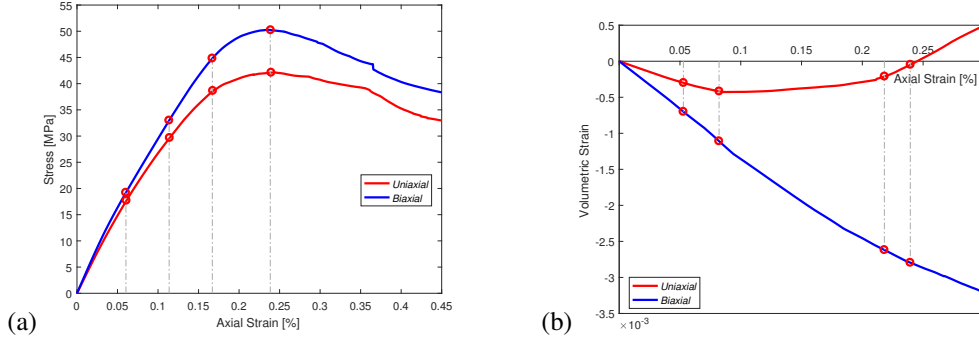 55
50
45
40
35
30
25
20
15
10
5
0
Stress [MPa]
0 0.05 0.1 0.15 0.2 0.25 0.3 0.35 0.4 0.45
Axial Strain [%]
Uniaxial
Biaxial
(a)
0.5
0
-0.5
-1
-1.5
-2
-2.5
-3
-3.5
Volumetric Strain
0.05 0.1 0.15 0.2 0.25
Axial Strain [%]
Uniaxial
Biaxial
×10⁻³
(b)